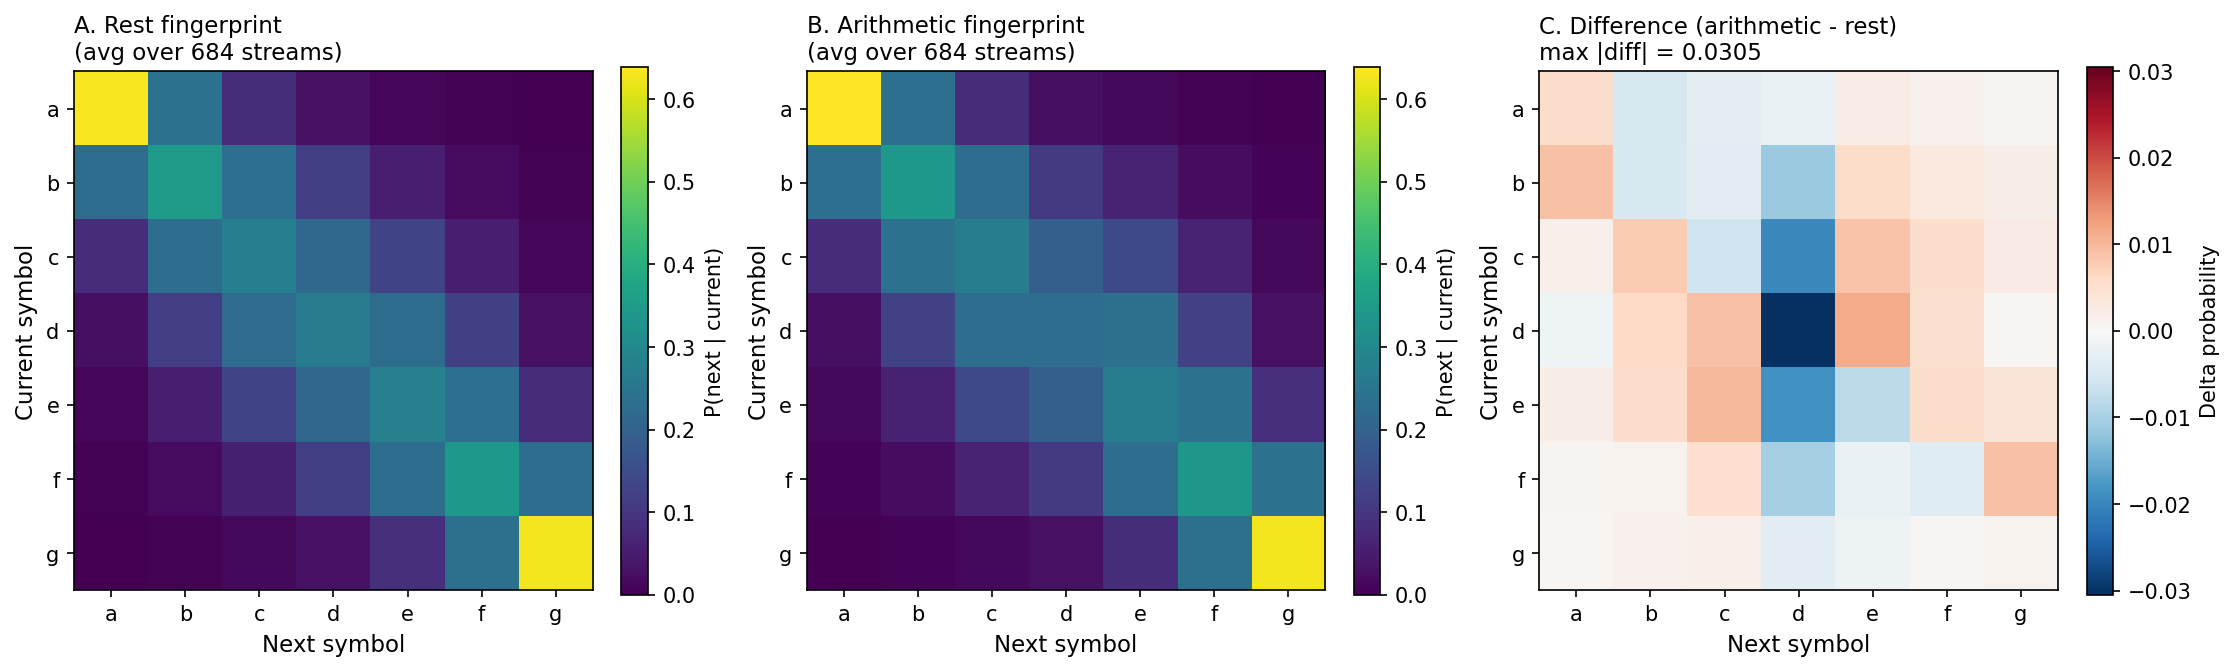 A. Rest fingerprint
(avg over 684 streams)
a
b
c
d
e
f
g
Current symbol
a
b
c
d
e
f
g
Next symbol
0.6
0.5
0.4
0.3
0.2
0.1
0.0
P(next | current)
B. Arithmetic fingerprint
(avg over 684 streams)
a
b
c
d
e
f
g
Current symbol
a
b
c
d
e
f
g
Next symbol
0.6
0.5
0.4
0.3
0.2
0.1
0.0
P(next | current)
C. Difference (arithmetic - rest)
max |diff| = 0.0305
a
b
c
d
e
f
g
Current symbol
a
b
c
d
e
f
g
Next symbol
0.03
0.02
0.01
0.00
−0.01
−0.02
−0.03
Delta probability